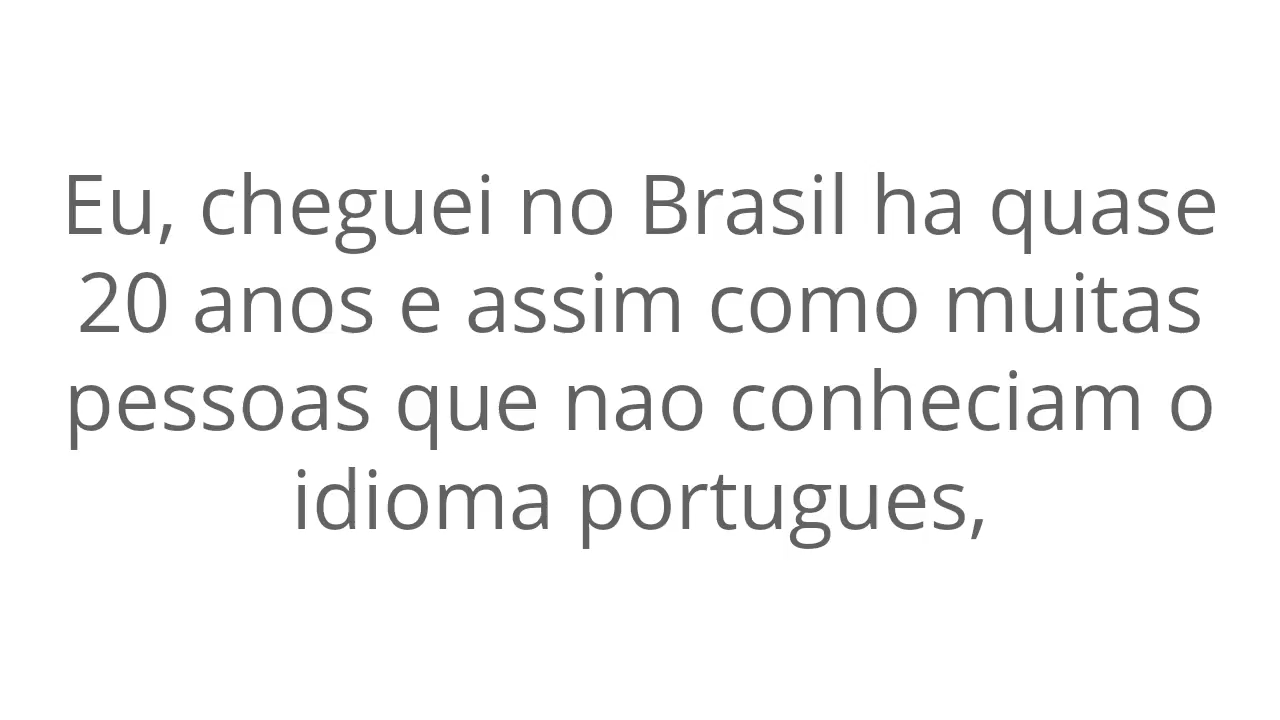 Eu, cheguei no Brasil ha quase
20 anos e assim como muitas
pessoas que nao conheciam o
idioma portugues,